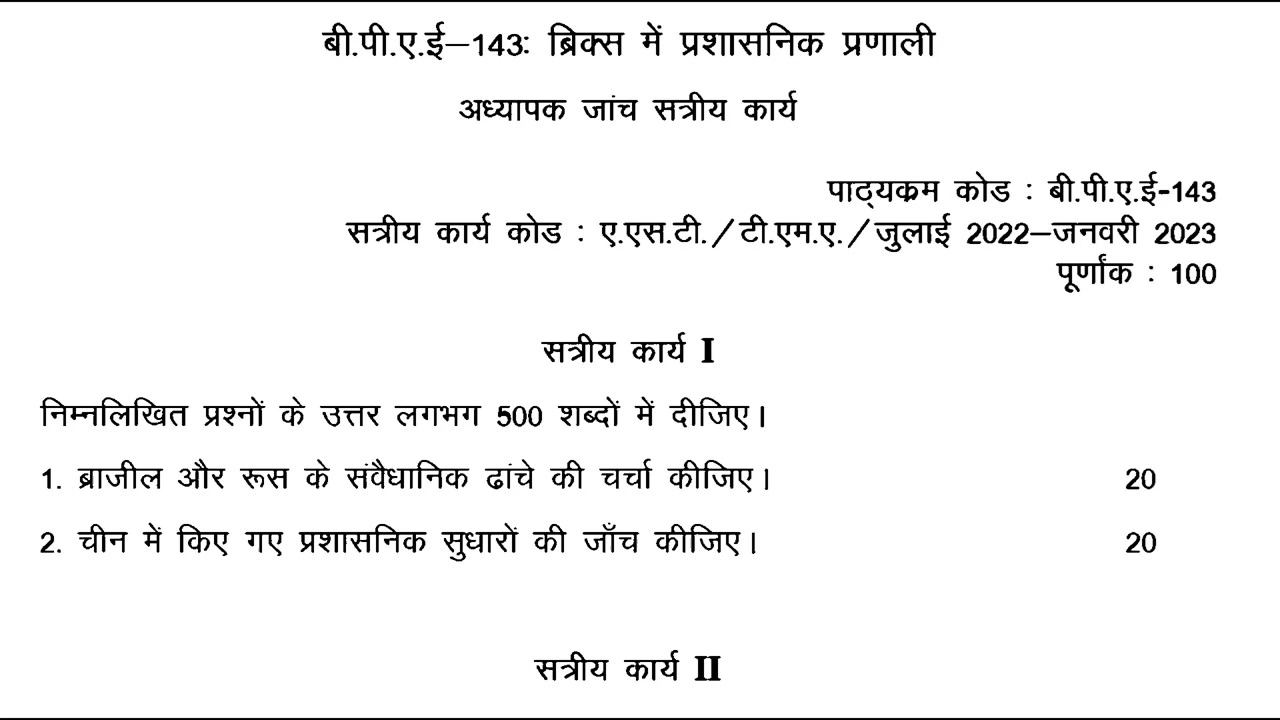 बी.पी.ए.ई–143: ब्रिक्स में प्रशासनिक प्रणाली
अध्यापक जांच सत्रीय कार्य
पाठ्यक्रम कोड : बी.पी.ए.ई-143
सत्रीय कार्य कोड : ए.एस.टी./टी.एम.ए./जुलाई 2022–जनवरी 2023
पूर्णांक : 100
सत्रीय कार्य I
निम्नलिखित प्रश्नों के उत्तर लगभग 500 शब्दों में दीजिए।
1. ब्राजील और रूस के संवैधानिक ढांचे की चर्चा कीजिए। 20
2. चीन में किए गए प्रशासनिक सुधारों की जाँच कीजिए। 20
सत्रीय कार्य II